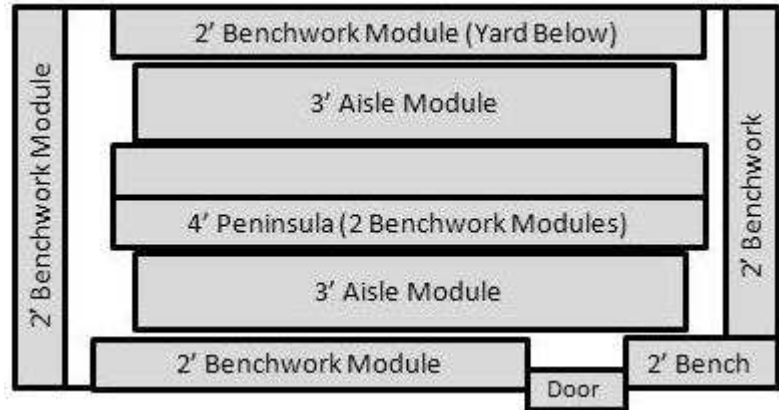 2' Benchwork Module (Yard Below)
3' Aisle Module
4' Peninsula (2 Benchwork Modules)
3' Aisle Module
2' Benchwork Module
2' Bench
Door
2' Benchwork Module
2' Benchwork